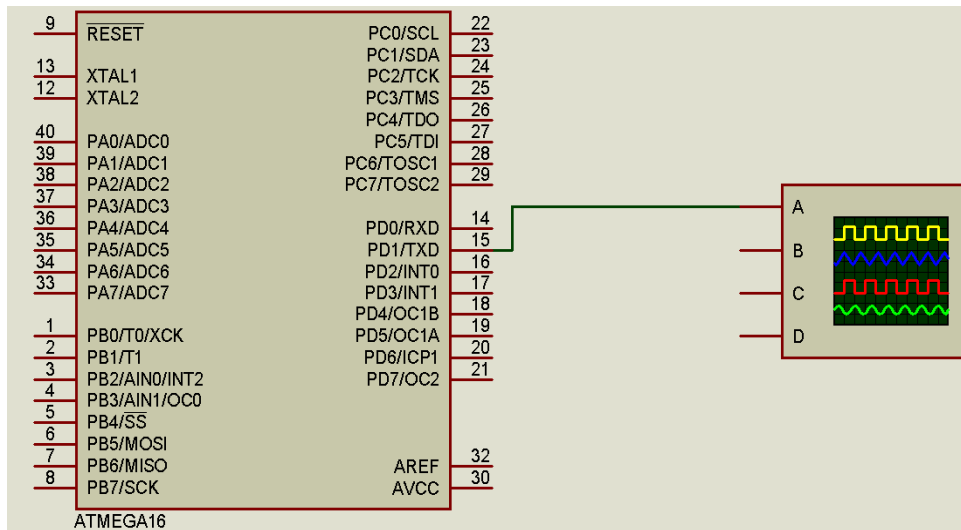 9 RESET
13 XTAL1
12 XTAL2
40 PA0/ADC0
39 PA1/ADC1
38 PA2/ADC2
37 PA3/ADC3
36 PA4/ADC4
35 PA5/ADC5
34 PA6/ADC6
33 PA7/ADC7
1 PB0/T0/XCK
2 PB1/T1
3 PB2/AIN0/INT2
4 PB3/AIN1/OC0
5 PB4/SS
6 PB5/MOSI
7 PB6/MISO
8 PB7/SCK
PC0/SCL 22
PC1/SDA 23
PC2/TCK 24
PC3/TMS 25
PC4/TDO 26
PC5/TDI 27
PC6/TOSC1 28
PC7/TOSC2 29
PD0/RXD 14
PD1/TXD 15
PD2/INT0 16
PD3/INT1 17
PD4/OC1B 18
PD5/OC1A 19
PD6/ICP1 20
PD7/OC2 21
AREF 32
AVCC 30
ATMEGA16
A
B
C
D